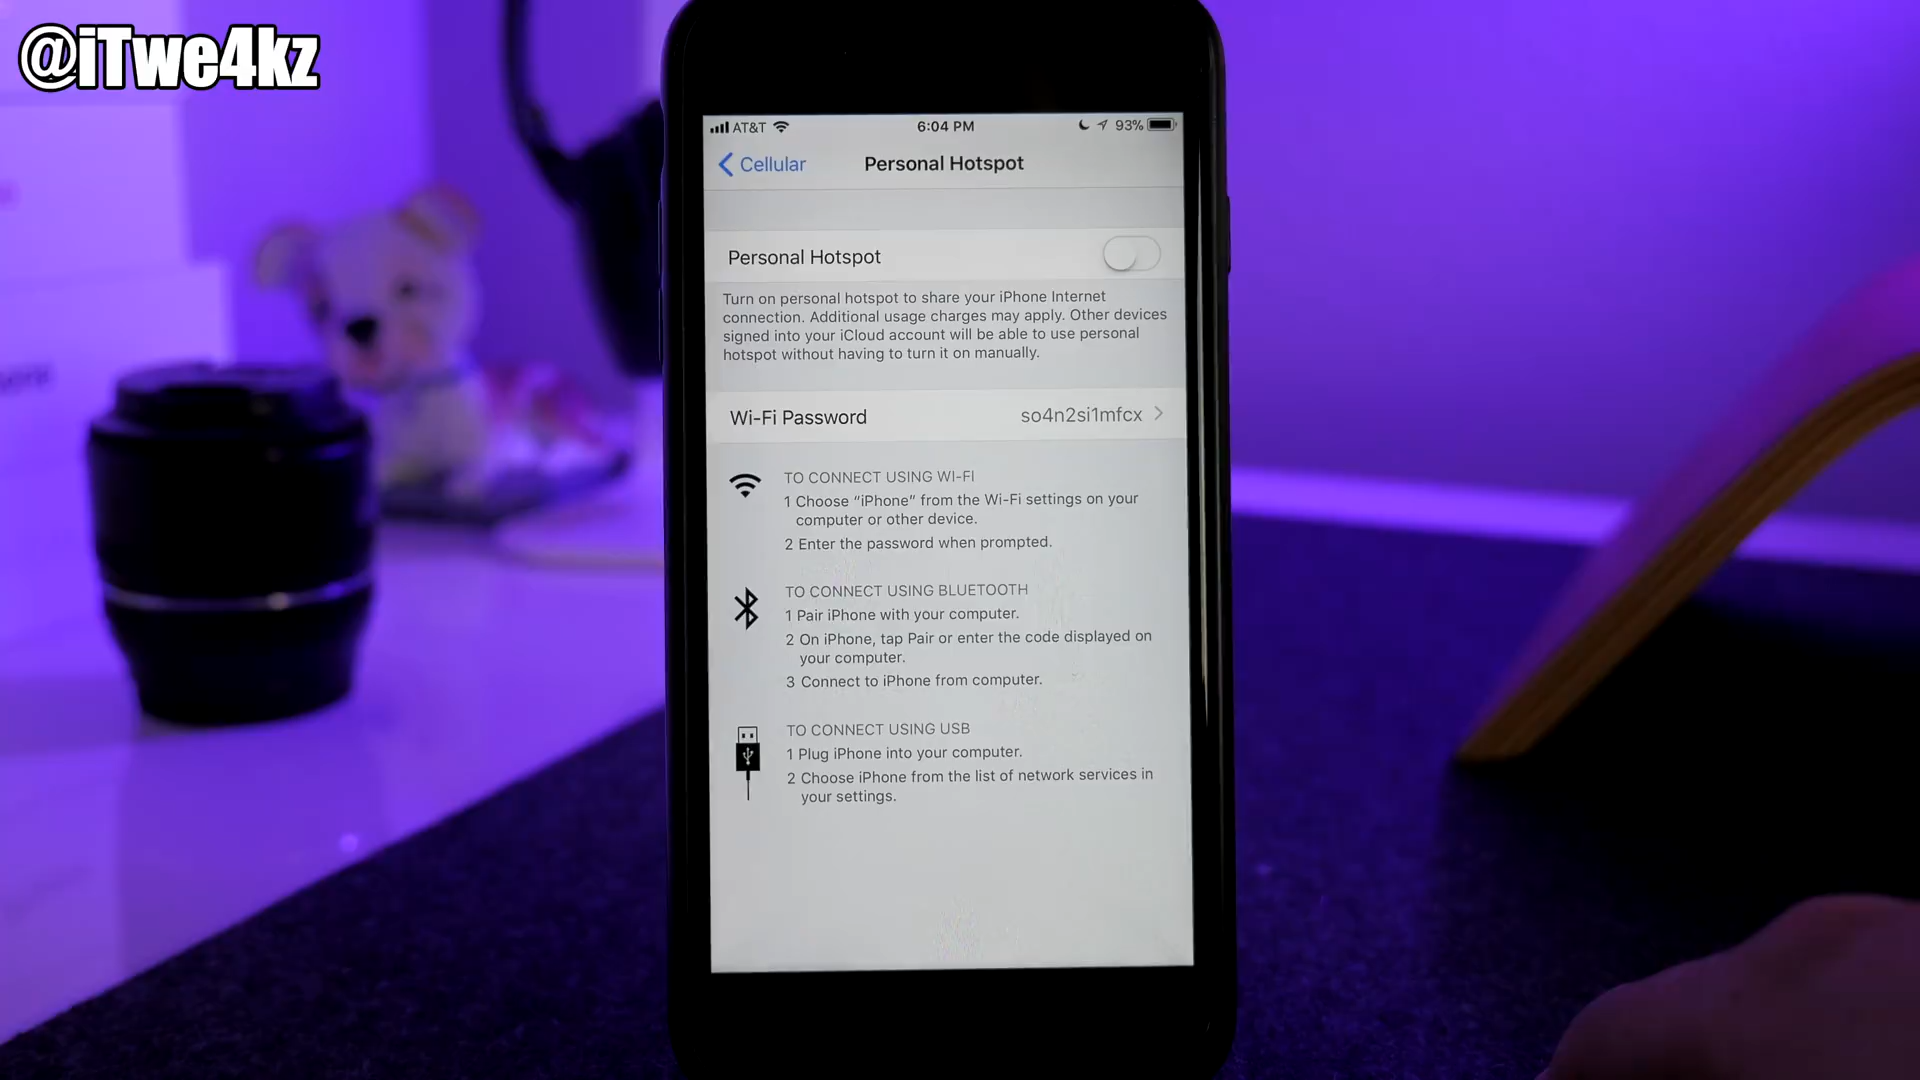 @iTwe4kz
AT&T 6:04 PM 93%
Cellular Personal Hotspot
Personal Hotspot
Turn on personal hotspot to share your iPhone Internet
connection. Additional usage charges may apply. Other devices
signed into your iCloud account will be able to use personal
hotspot without having to turn it on manually.
Wi-Fi Password so4n2si1mfcx
TO CONNECT USING WI-FI
1 Choose “iPhone” from the Wi-Fi settings on your
computer or other device.
2 Enter the password when prompted.
TO CONNECT USING BLUETOOTH
1 Pair iPhone with your computer.
2 On iPhone, tap Pair or enter the code displayed on
your computer.
3 Connect to iPhone from computer.
TO CONNECT USING USB
1 Plug iPhone into your computer.
2 Choose iPhone from the list of network services in
your settings.